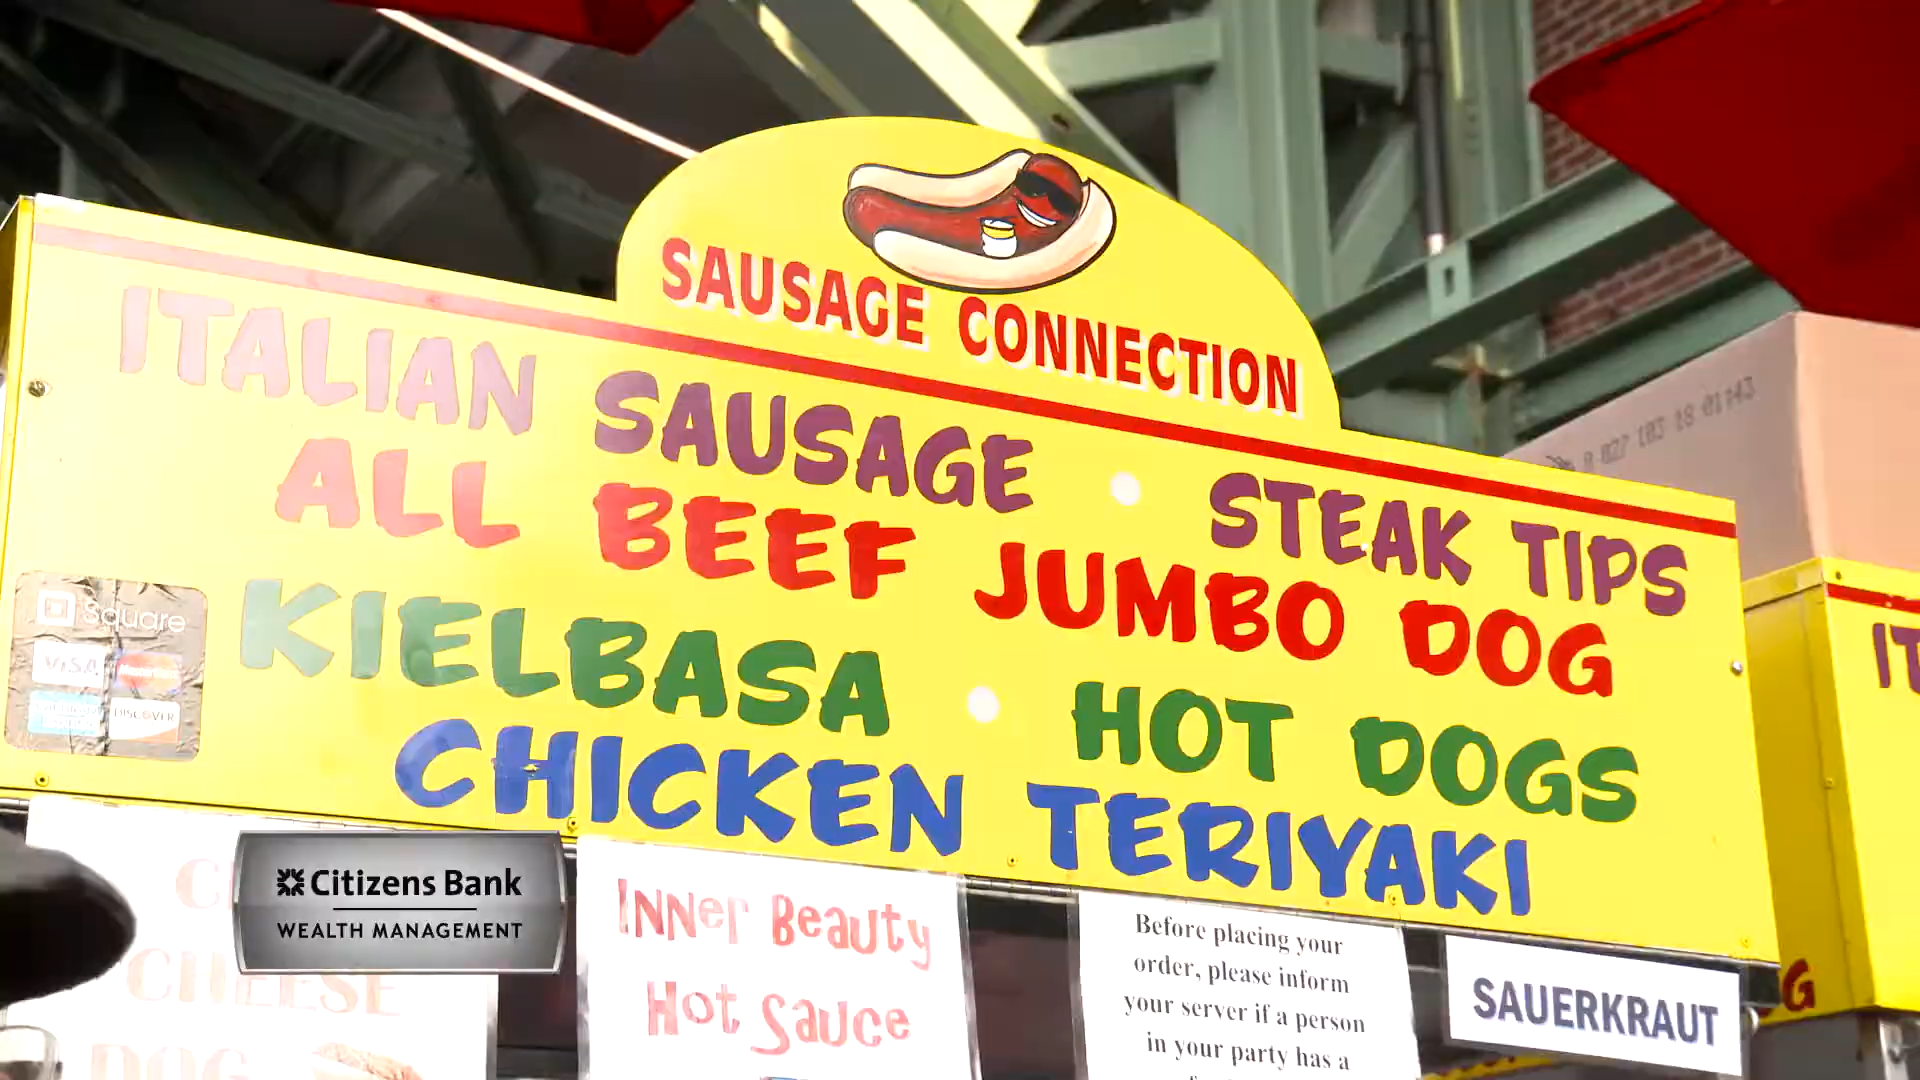 SAUSAGE CONNECTION
ITALIAN SAUSAGE • STEAK TIPS
ALL BEEF JUMBO DOG
KIELBASA • HOT DOGS
CHICKEN TERIYAKI
Square
VISA
DISCOVER
Citizens Bank
WEALTH MANAGEMENT
CHEESE
DOG
INNer Beauty
Hot Sauce
Before placing your
order, please inform
your server if a person
in your party has a
SAUERKRAUT
IT
G